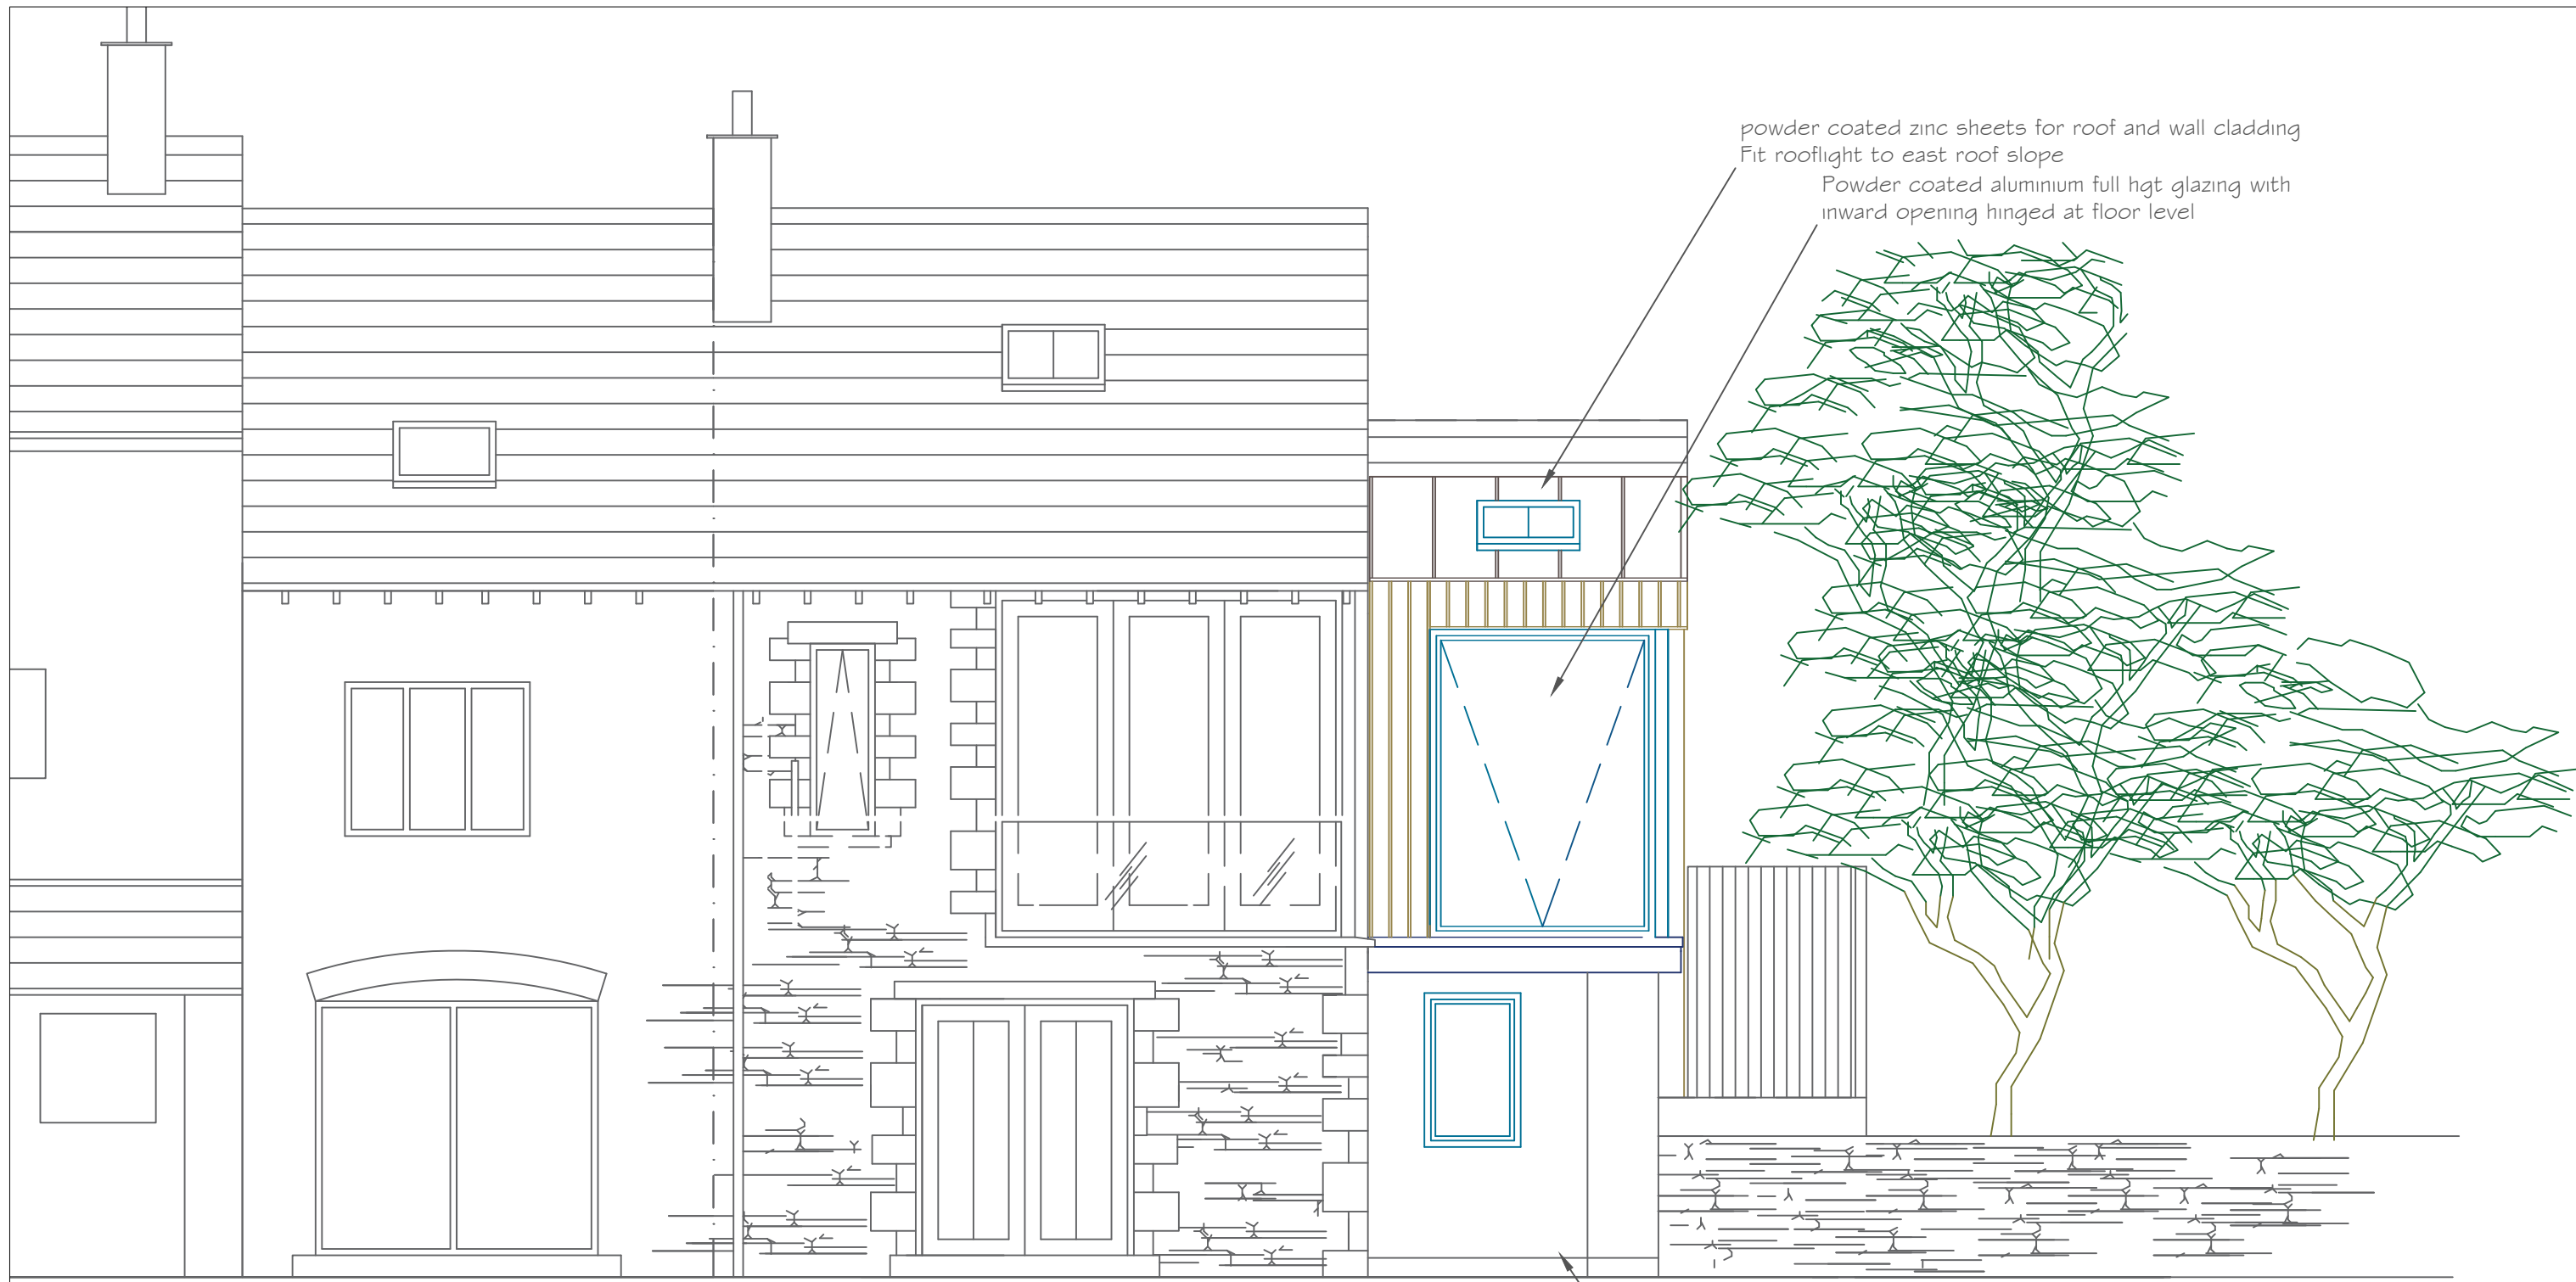 powder coated zinc sheets for roof and wall cladding
Fit rooflight to east roof slope
Powder coated aluminium full hgt glazing with
inward opening hinged at floor level